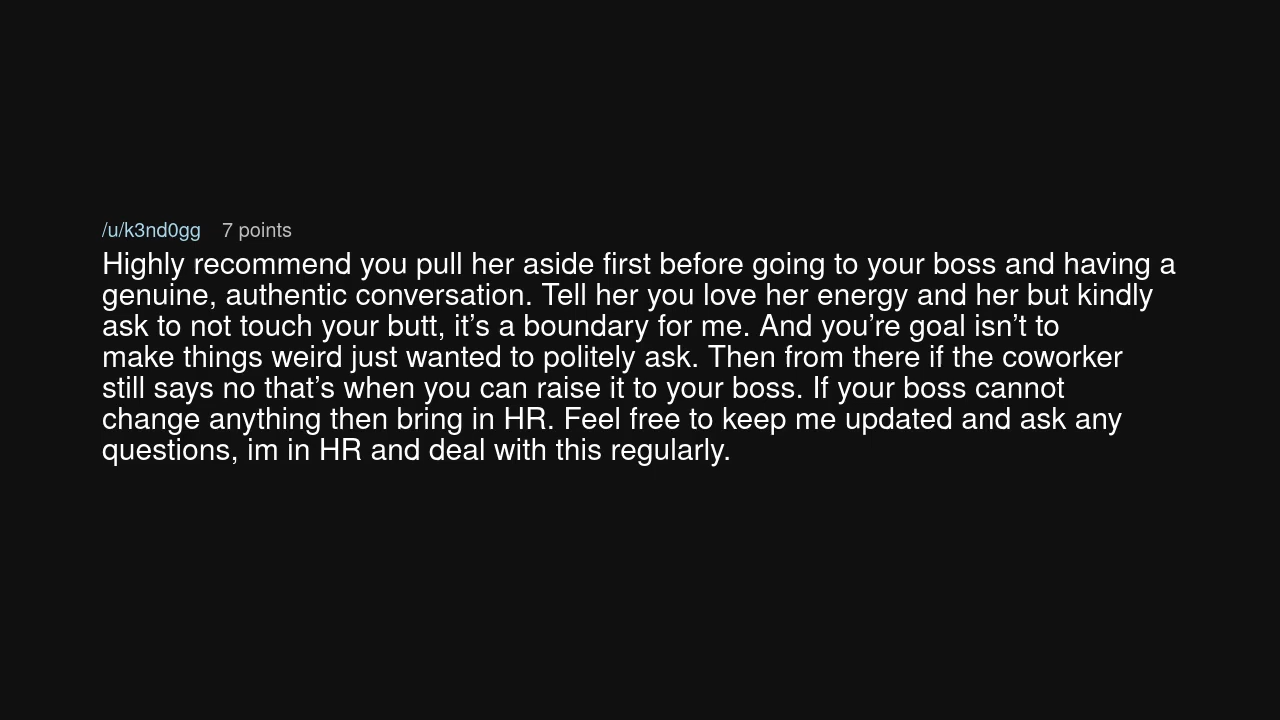 /u/k3nd0gg 7 points
Highly recommend you pull her aside first before going to your boss and having a
genuine, authentic conversation. Tell her you love her energy and her but kindly
ask to not touch your butt, it’s a boundary for me. And you’re goal isn’t to
make things weird just wanted to politely ask. Then from there if the coworker
still says no that’s when you can raise it to your boss. If your boss cannot
change anything then bring in HR. Feel free to keep me updated and ask any
questions, im in HR and deal with this regularly.